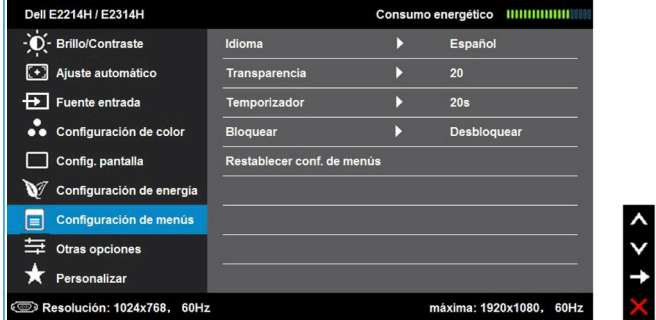 Dell E2214H / E2314H
Consumo energético
Brillo/Contraste
Ajuste automático
Fuente entrada
Configuración de color
Config. pantalla
Configuración de energía
Configuración de menús
Otras opciones
Personalizar
Idioma Español
Transparencia 20
Temporizador 20s
Bloquear Desbloquear
Restablecer conf. de menús
Resolución: 1024x768, 60Hz
máxima: 1920x1080, 60Hz